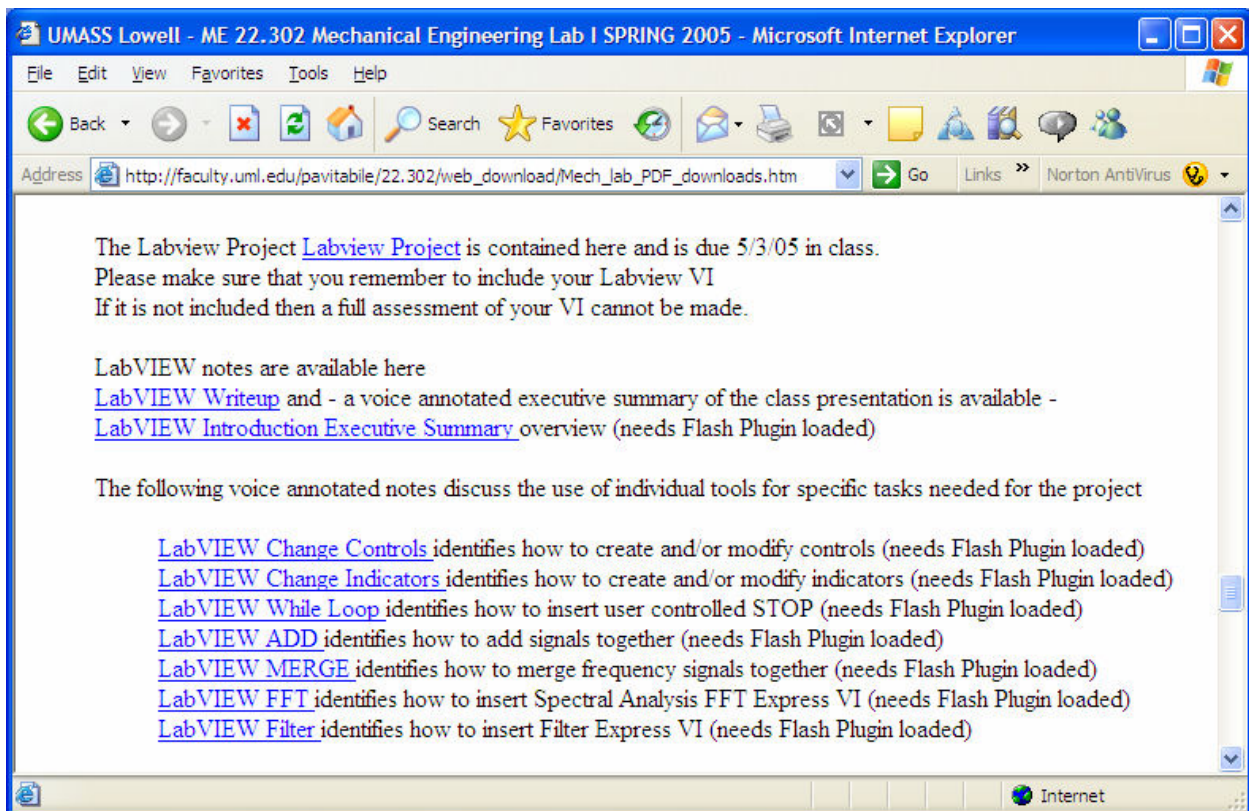 UMASS Lowell - ME 22.302 Mechanical Engineering Lab I SPRING 2005 - Microsoft Internet Explorer
File Edit View Favorites Tools Help
Back Search Favorites
Address http://faculty.uml.edu/pavitabile/22.302/web_download/Mech_lab_PDF_downloads.htm Go Links » Norton AntiVirus
The Labview Project Labview Project is contained here and is due 5/3/05 in class.
Please make sure that you remember to include your Labview VI
If it is not included then a full assessment of your VI cannot be made.
LabVIEW notes are available here
LabVIEW Writeup and - a voice annotated executive summary of the class presentation is available -
LabVIEW Introduction Executive Summary overview (needs Flash Plugin loaded)
The following voice annotated notes discuss the use of individual tools for specific tasks needed for the project
LabVIEW Change Controls identifies how to create and/or modify controls (needs Flash Plugin loaded)
LabVIEW Change Indicators identifies how to create and/or modify indicators (needs Flash Plugin loaded)
LabVIEW While Loop identifies how to insert user controlled STOP (needs Flash Plugin loaded)
LabVIEW ADD identifies how to add signals together (needs Flash Plugin loaded)
LabVIEW MERGE identifies how to merge frequency signals together (needs Flash Plugin loaded)
LabVIEW FFT identifies how to insert Spectral Analysis FFT Express VI (needs Flash Plugin loaded)
LabVIEW Filter identifies how to insert Filter Express VI (needs Flash Plugin loaded)
Internet